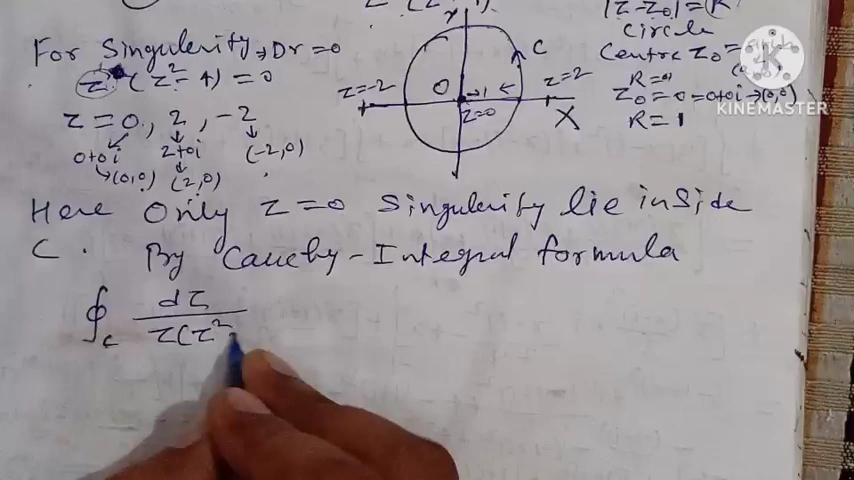 |z-z₀|=R
Circle
For Singularity, Dr=0
z (z²-4)=0
z=0, 2, -2
0+0i 2+0i (-2,0)
(0,0) (2,0)
y
C
z=-2 O 1 z=2
z=0 X
Centre z₀=
z₀=0=0+0i→(0,0)
R=1
KINEMASTER
Here Only z=0 Singularity lie inside
C. By Cauchy-Integral formula
∮c dz
z(z²